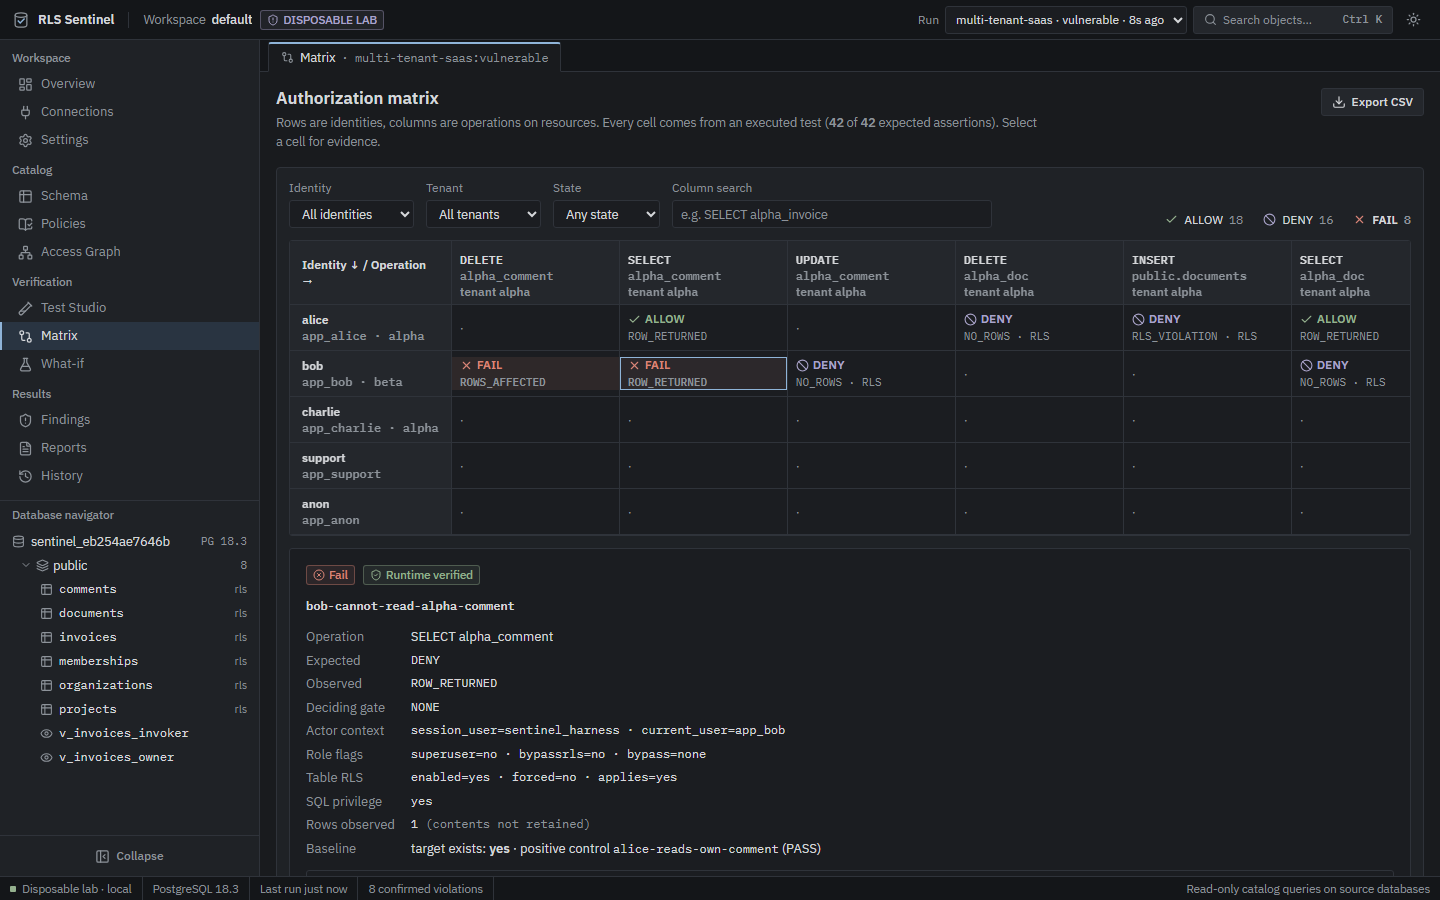 RLS Sentinel
Workspace default
DISPOSABLE LAB
Run
multi-tenant-saas · vulnerable · 8s ago
Search objects...
Ctrl K
Workspace
Overview
Connections
Settings
Catalog
Schema
Policies
Access Graph
Verification
Test Studio
Matrix
What-if
Results
Findings
Reports
History
Database navigator
sentinel_eb254ae7646b PG 18.3
public 8
comments rls
documents rls
invoices rls
memberships rls
organizations rls
projects rls
v_invoices_invoker
v_invoices_owner
Collapse
Matrix · multi-tenant-saas:vulnerable
Authorization matrix
Rows are identities, columns are operations on resources. Every cell comes from an executed test (42 of 42 expected assertions). Select
a cell for evidence.
Export CSV
Identity
All identities
Tenant
All tenants
State
Any state
Column search
e.g. SELECT alpha_invoice
ALLOW 18
DENY 16
FAIL 8
Identity ↓ / Operation
→
DELETE
alpha_comment
tenant alpha
SELECT
alpha_comment
tenant alpha
UPDATE
alpha_comment
tenant alpha
DELETE
alpha_doc
tenant alpha
INSERT
public.documents
tenant alpha
SELECT
alpha_doc
tenant alpha
alice
app_alice · alpha
·
ALLOW
ROW_RETURNED
·
DENY
NO_ROWS · RLS
DENY
RLS_VIOLATION · RLS
ALLOW
ROW_RETURNED
bob
app_bob · beta
FAIL
ROWS_AFFECTED
FAIL
ROW_RETURNED
DENY
NO_ROWS · RLS
·
·
DENY
NO_ROWS · RLS
charlie
app_charlie · alpha
· · · · · ·
support
app_support
· · · · · ·
anon
app_anon
· · · · · ·
Fail
Runtime verified
bob-cannot-read-alpha-comment
Operation SELECT alpha_comment
Expected DENY
Observed ROW_RETURNED
Deciding gate NONE
Actor context session_user=sentinel_harness · current_user=app_bob
Role flags superuser=no · bypassrls=no · bypass=none
Table RLS enabled=yes · forced=no · applies=yes
SQL privilege yes
Rows observed 1 (contents not retained)
Baseline target exists: yes · positive control alice-reads-own-comment (PASS)
Disposable lab · local
PostgreSQL 18.3
Last run just now
8 confirmed violations
Read-only catalog queries on source databases